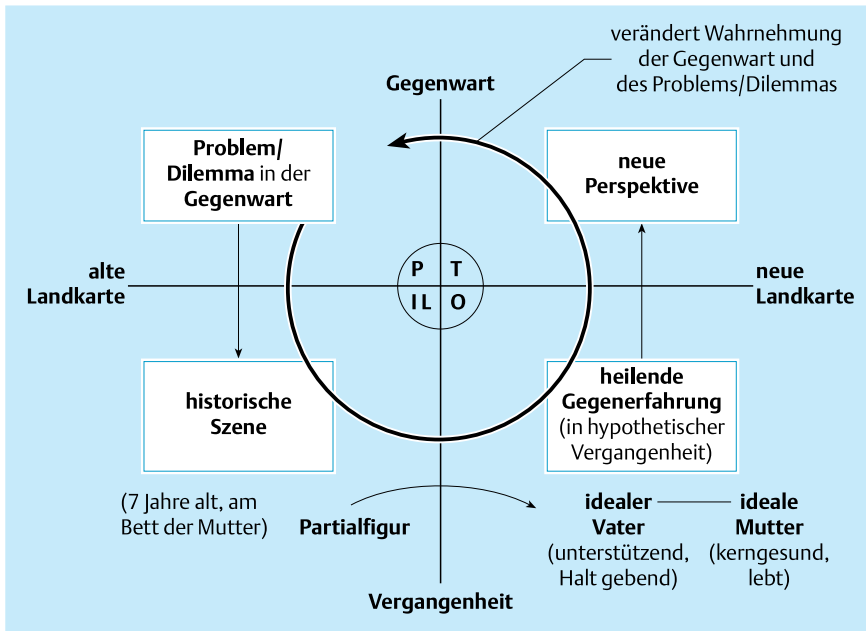 verändert Wahrnehmung
der Gegenwart und
des Problems/Dilemmas
Gegenwart
Problem/
Dilemma in der
Gegenwart
neue
Perspektive
alte
Landkarte
P T
IL O
neue
Landkarte
historische
Szene
heilende
Gegenerfahrung
(in hypothetischer
Vergangenheit)
(7 Jahre alt, am
Bett der Mutter)
Partialfigur
idealer
Vater
(unterstützend,
Halt gebend)
ideale
Mutter
(kerngesund,
lebt)
Vergangenheit